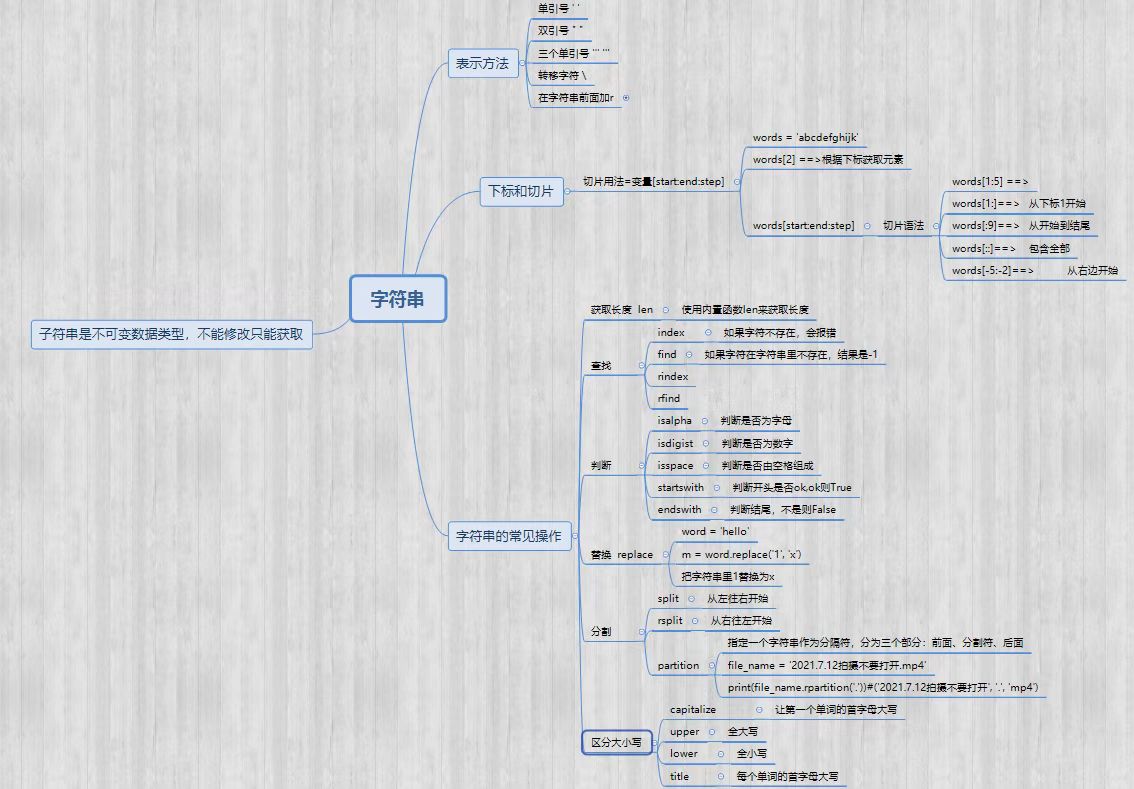 单引号 ' '
双引号 " "
三个单引号 ''' '''
表示方法
转移字符 \
在字符串前面加r
words = 'abcdefghijk'
words[2] ==>根据下标获取元素
下标和切片
切片用法=变量[start:end:step]
words[1:5] ==>
words[1:]==> 从下标1开始
words[start:end:step]
切片语法
words[:9]==> 从开始到结尾
words[::]==> 包含全部
words[-5:-2]==> 从右边开始
字符串
子符串是不可变数据类型，不能修改只能获取
获取长度 len
使用内置函数len来获取长度
查找
index
如果字符不存在，会报错
find
如果字符在字符串里不存在，结果是-1
rindex
rfind
判断
isalpha
判断是否为字母
isdigist
判断是否为数字
isspace
判断是否由空格组成
startswith
判断开头是否ok,ok则True
endswith
判断结尾，不是则False
字符串的常见操作
替换 replace
word = 'hello'
m = word.replace('1', 'x')
把字符串里1替换为x
分割
split
从左往右开始
rsplit
从右往左开始
partition
指定一个字符串作为分隔符，分为三个部分：前面、分割符、后面
file_name = '2021.7.12拍摄不要打开.mp4'
print(file_name.rpartition('.'))#('2021.7.12拍摄不要打开', '.', 'mp4')
区分大小写
capitalize
让第一个单词的首字母大写
upper
全大写
lower
全小写
title
每个单词的首字母大写